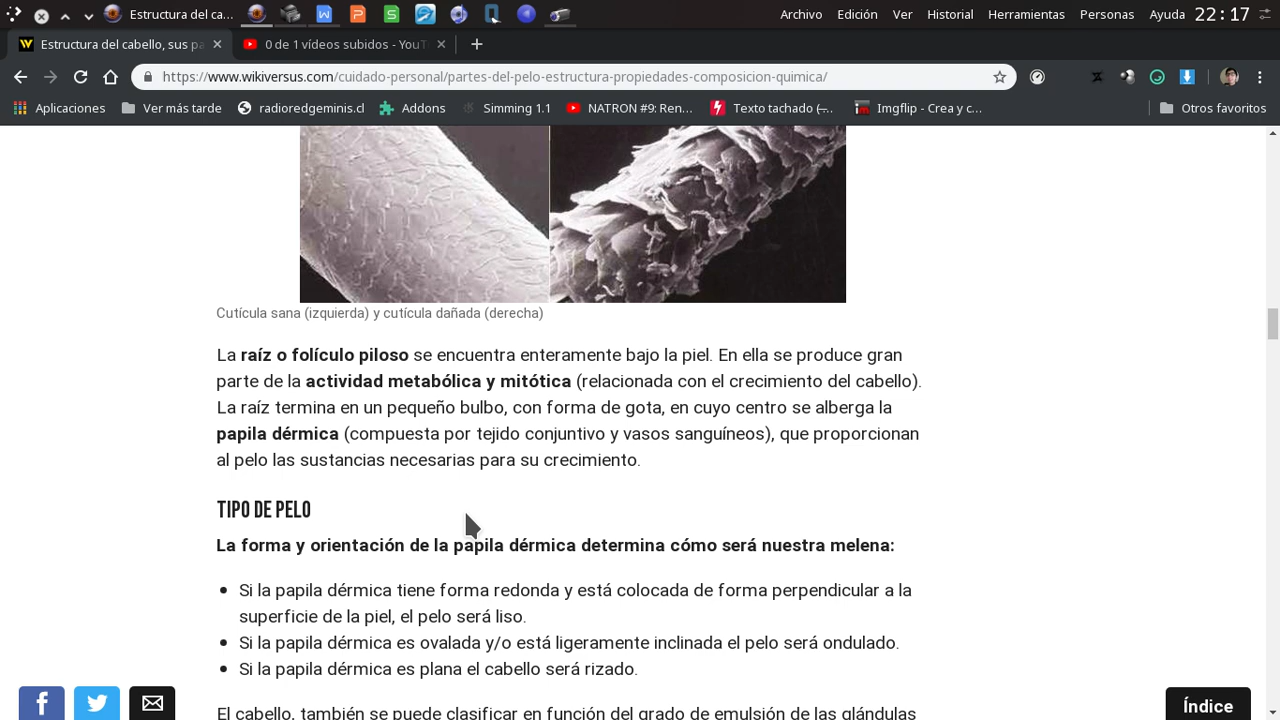 Estructura del ca...
Archivo Edición Ver Historial Herramientas Personas Ayuda 22:17
Estructura del cabello, sus pa
0 de 1 vídeos subidos - YouT
https://www.wikiversus.com/cuidado-personal/partes-del-pelo-estructura-propiedades-composicion-quimica/
Aplicaciones Ver más tarde radioredgeminis.cl Addons Simming 1.1 NATRON #9: Ren... Texto tachado (-... Imgflip - Crea y c... Otros favoritos
Cutícula sana (izquierda) y cutícula dañada (derecha)
La raíz o folículo piloso se encuentra enteramente bajo la piel. En ella se produce gran
parte de la actividad metabólica y mitótica (relacionada con el crecimiento del cabello).
La raíz termina en un pequeño bulbo, con forma de gota, en cuyo centro se alberga la
papila dérmica (compuesta por tejido conjuntivo y vasos sanguíneos), que proporcionan
al pelo las sustancias necesarias para su crecimiento.
TIPO DE PELO
La forma y orientación de la papila dérmica determina cómo será nuestra melena:
Si la papila dérmica tiene forma redonda y está colocada de forma perpendicular a la
superficie de la piel, el pelo será liso.
Si la papila dérmica es ovalada y/o está ligeramente inclinada el pelo será ondulado.
Si la papila dérmica es plana el cabello será rizado.
El cabello, también se puede clasificar en función del grado de emulsión de las glándulas
Índice